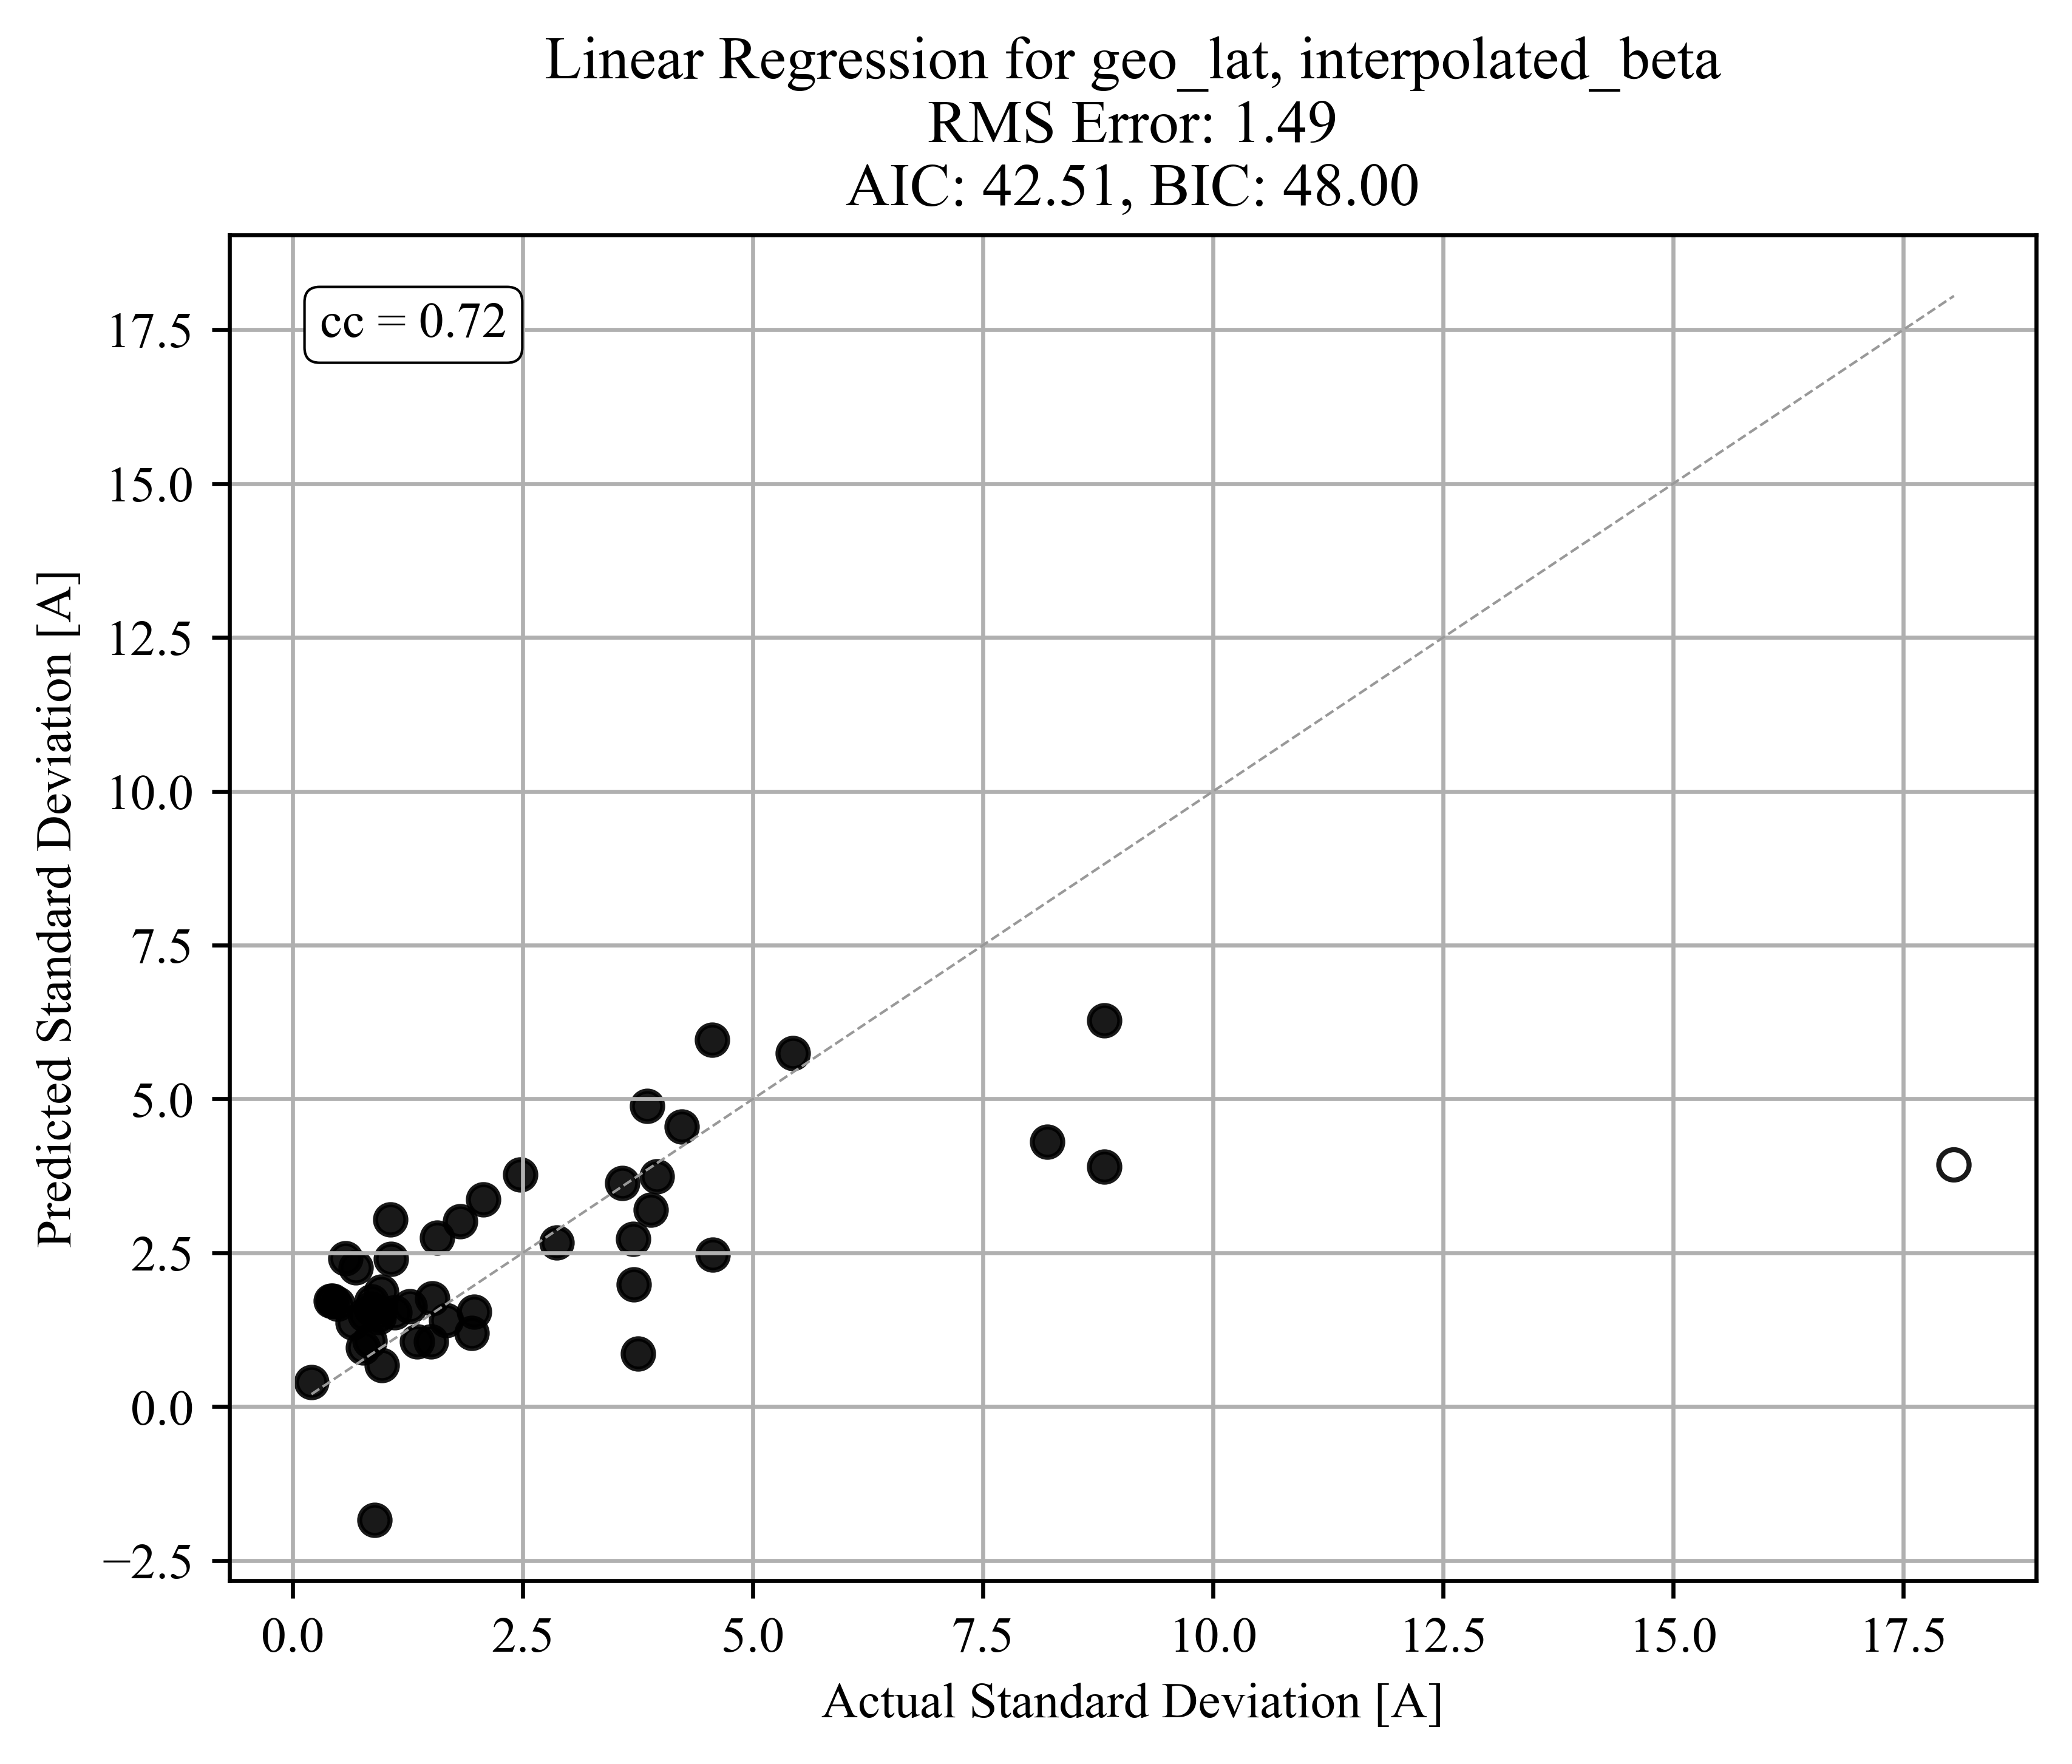 Linear Regression for geo_lat, interpolated_beta
RMS Error: 1.49
AIC: 42.51, BIC: 48.00
cc = 0.72
17.5
15.0
12.5
10.0
7.5
5.0
2.5
0.0
−2.5
Predicted Standard Deviation [A]
0.0 2.5 5.0 7.5 10.0 12.5 15.0 17.5
Actual Standard Deviation [A]